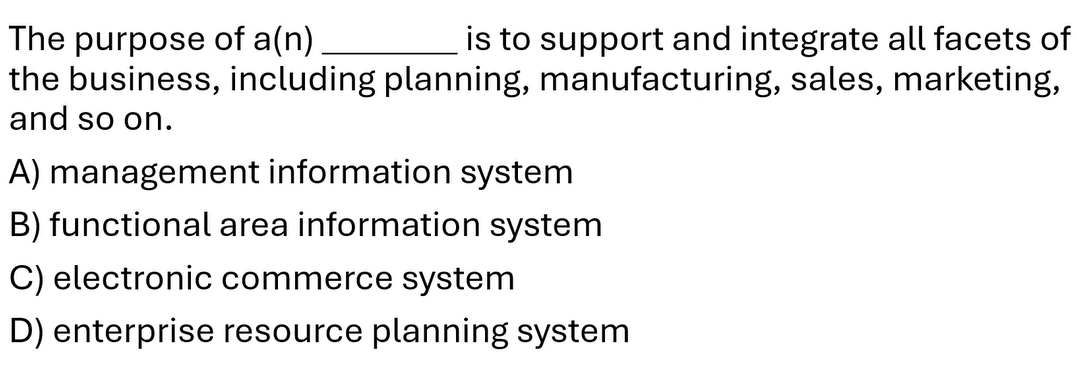 The purpose of a(n) ________ is to support and integrate all facets of
the business, including planning, manufacturing, sales, marketing,
and so on.
A) management information system
B) functional area information system
C) electronic commerce system
D) enterprise resource planning system